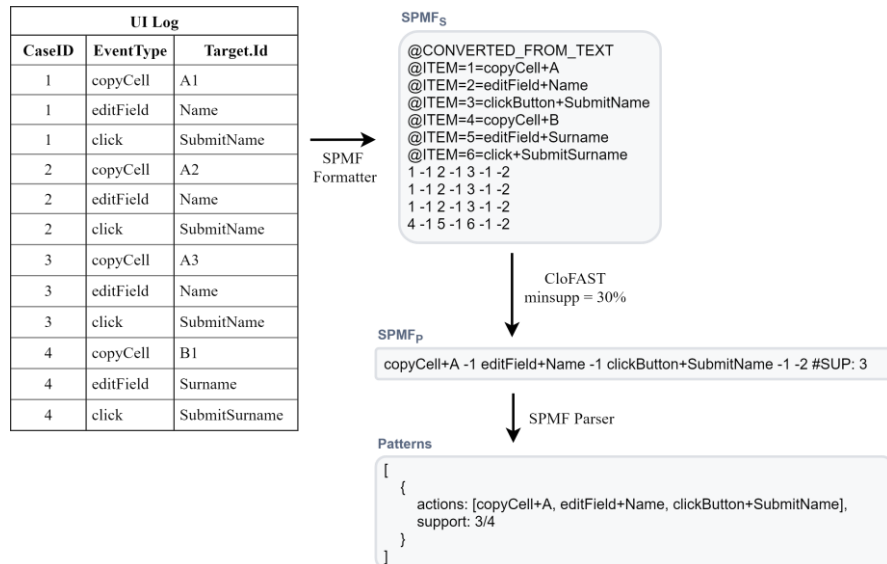 UI Log
CaseID EventType Target.Id
1 copyCell A1
1 editField Name
1 click SubmitName
2 copyCell A2
2 editField Name
2 click SubmitName
3 copyCell A3
3 editField Name
3 click SubmitName
4 copyCell B1
4 editField Surname
4 click SubmitSurname
SPMF
Formatter
SPMFS
@CONVERTED_FROM_TEXT
@ITEM=1=copyCell+A
@ITEM=2=editField+Name
@ITEM=3=clickButton+SubmitName
@ITEM=4=copyCell+B
@ITEM=5=editField+Surname
@ITEM=6=click+SubmitSurname
1 -1 2 -1 3 -1 -2
1 -1 2 -1 3 -1 -2
1 -1 2 -1 3 -1 -2
4 -1 5 -1 6 -1 -2
CloFAST
minsupp = 30%
SPMFP
copyCell+A -1 editField+Name -1 clickButton+SubmitName -1 -2 #SUP: 3
SPMF Parser
Patterns
[
{
actions: [copyCell+A, editField+Name, clickButton+SubmitName],
support: 3/4
}
]